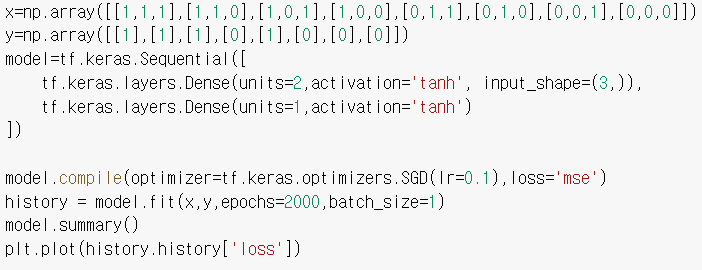 x=np.array([[1,1,1],[1,1,0],[1,0,1],[1,0,0],[0,1,1],[0,1,0],[0,0,1],[0,0,0]])
y=np.array([[1],[1],[1],[0],[1],[0],[0],[0]])
model=tf.keras.Sequential([
    tf.keras.layers.Dense(units=2,activation='tanh', input_shape=(3,)),
    tf.keras.layers.Dense(units=1,activation='tanh')
])

model.compile(optimizer=tf.keras.optimizers.SGD(lr=0.1),loss='mse')
history = model.fit(x,y,epochs=2000,batch_size=1)
model.summary()
plt.plot(history.history['loss'])